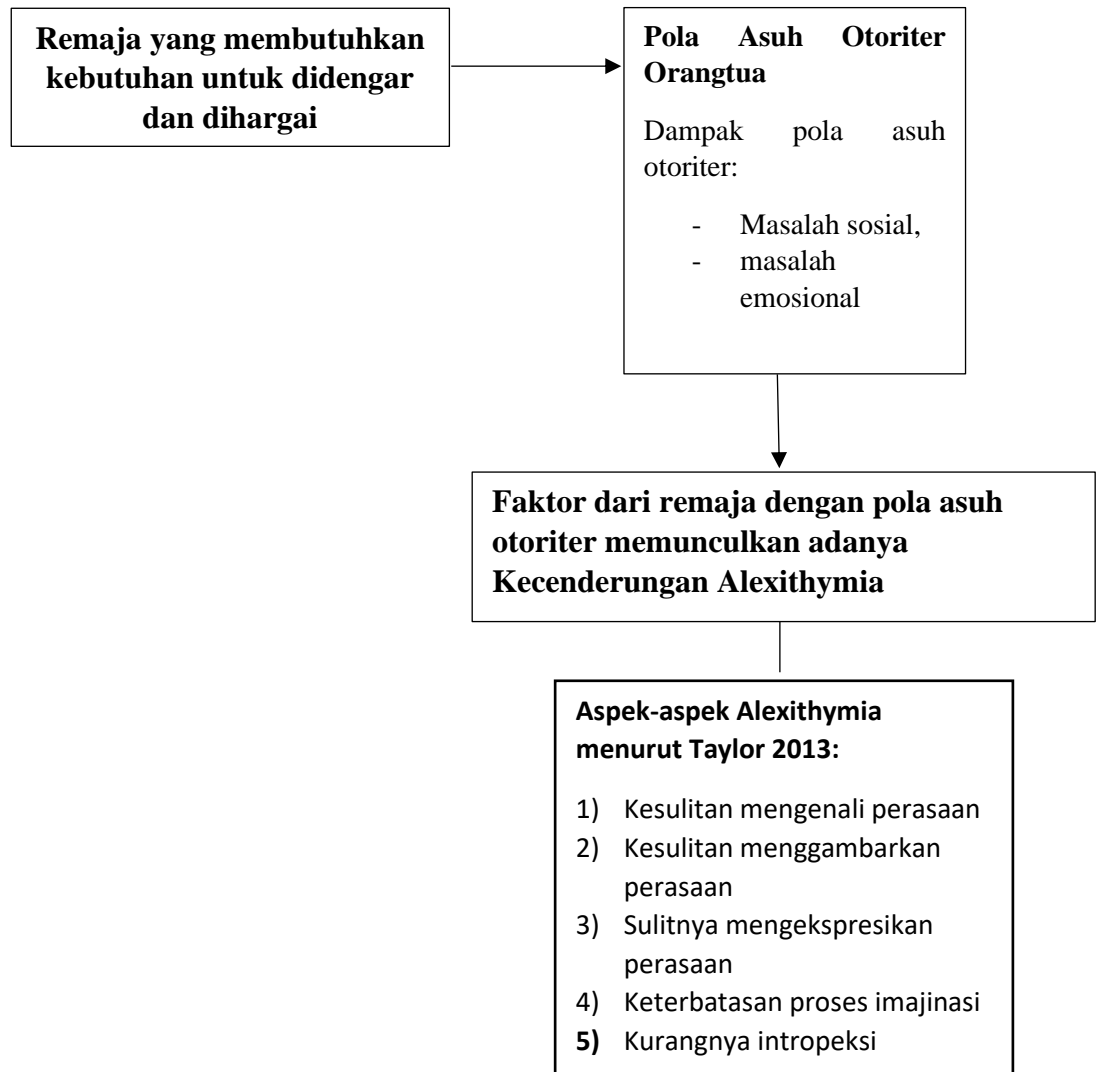 Remaja yang membutuhkan
kebutuhan untuk didengar
dan dihargai
Pola Asuh Otoriter
Orangtua
Dampak pola asuh
otoriter:
- Masalah sosial,
- masalah
emosional
Faktor dari remaja dengan pola asuh
otoriter memunculkan adanya
Kecenderungan Alexithymia
Aspek-aspek Alexithymia
menurut Taylor 2013:
1) Kesulitan mengenali perasaan
2) Kesulitan menggambarkan
perasaan
3) Sulitnya mengekspresikan
perasaan
4) Keterbatasan proses imajinasi
5) Kurangnya intropeksi